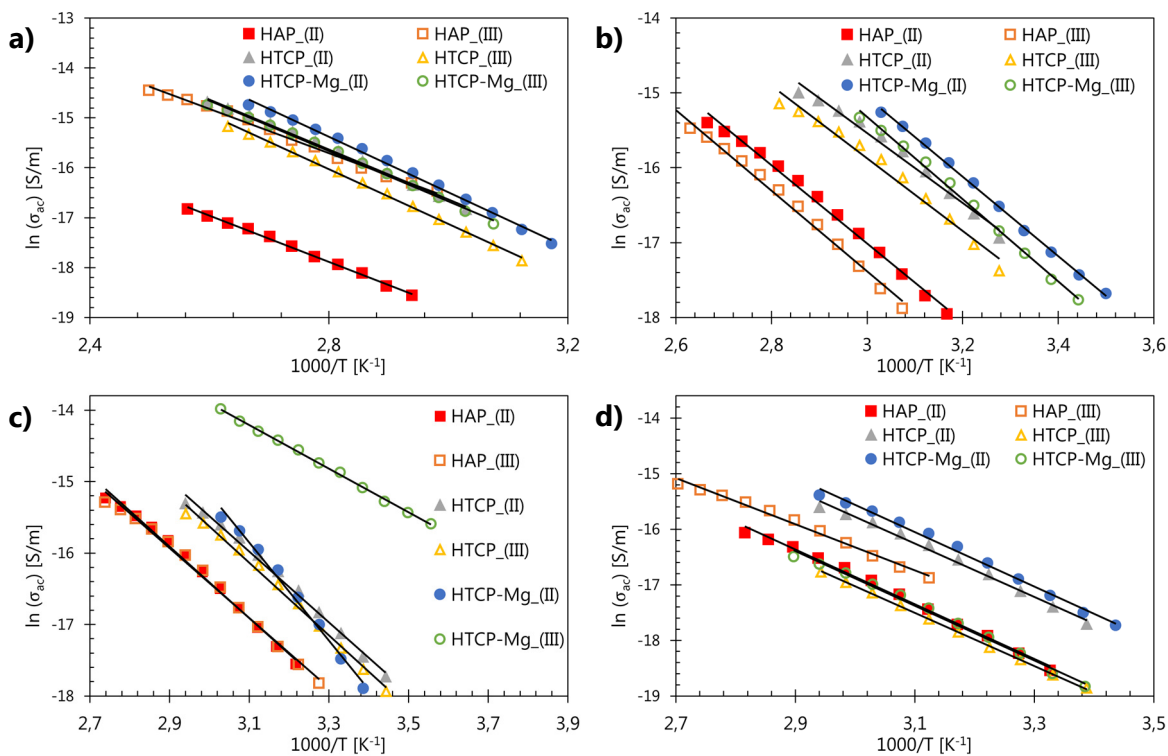 a)
-13
-14
-15
-16
-17
-18
-19
ln (σac) [S/m]
HAP_(II)
HAP_(III)
HTCP_(II)
HTCP_(III)
HTCP-Mg_(II)
HTCP-Mg_(III)
2,4
2,8
3,2
1000/T [K-1]
b)
-14
-15
-16
-17
-18
ln (σac) [S/m]
HAP_(II)
HAP_(III)
HTCP_(II)
HTCP_(III)
HTCP-Mg_(II)
HTCP-Mg_(III)
2,6
2,8
3
3,2
3,4
3,6
1000/T [K-1]
c)
-14
-15
-16
-17
-18
ln (σac) [S/m]
HAP_(II)
HAP_(III)
HTCP_(II)
HTCP_(III)
HTCP-Mg_(II)
HTCP-Mg_(III)
2,7
2,9
3,1
3,3
3,5
3,7
3,9
1000/T [K-1]
d)
-14
-15
-16
-17
-18
-19
ln (σac) [S/m]
HAP_(II)
HAP_(III)
HTCP_(II)
HTCP_(III)
HTCP-Mg_(II)
HTCP-Mg_(III)
2,7
2,9
3,1
3,3
3,5
1000/T [K-1]